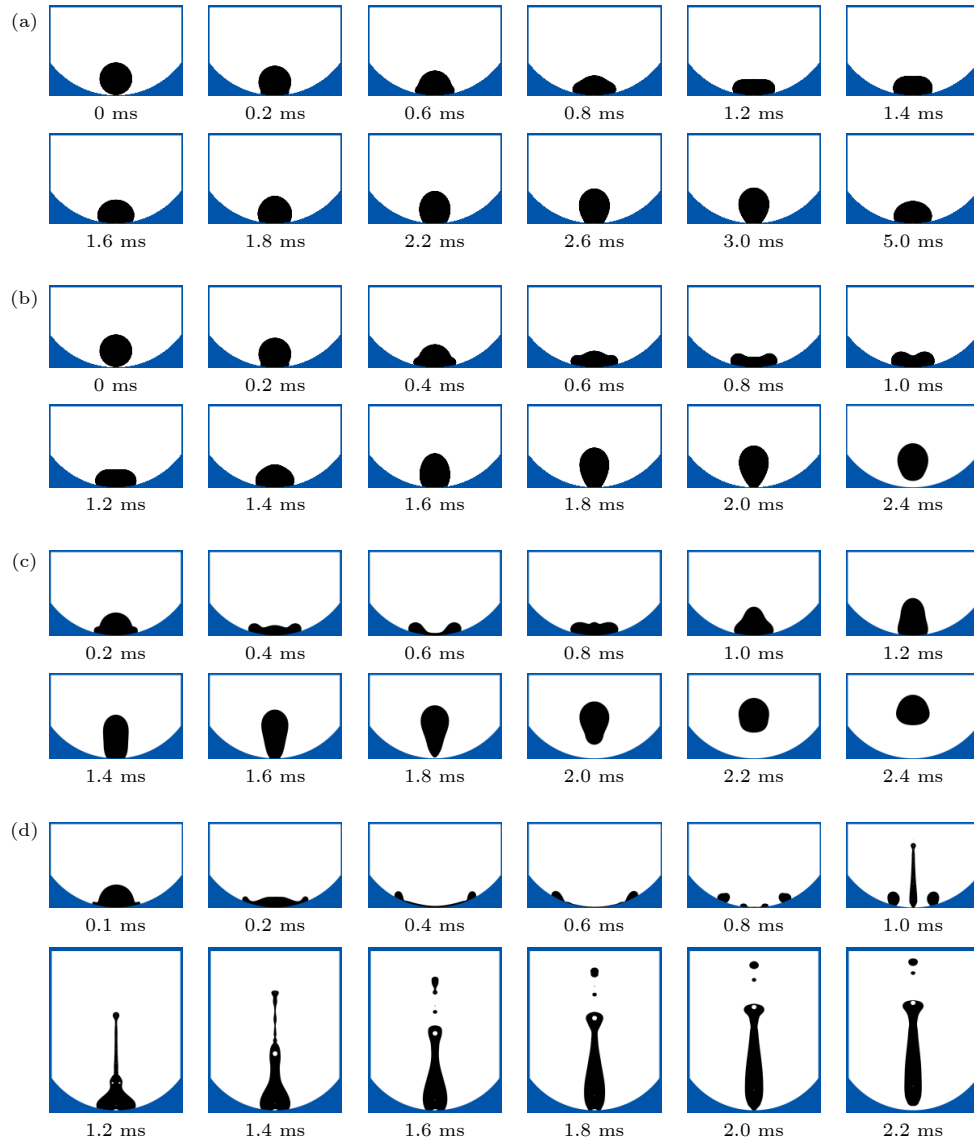 (a)
0 ms 0.2 ms 0.6 ms 0.8 ms 1.2 ms 1.4 ms
1.6 ms 1.8 ms 2.2 ms 2.6 ms 3.0 ms 5.0 ms
(b)
0 ms 0.2 ms 0.4 ms 0.6 ms 0.8 ms 1.0 ms
1.2 ms 1.4 ms 1.6 ms 1.8 ms 2.0 ms 2.4 ms
(c)
0.2 ms 0.4 ms 0.6 ms 0.8 ms 1.0 ms 1.2 ms
1.4 ms 1.6 ms 1.8 ms 2.0 ms 2.2 ms 2.4 ms
(d)
0.1 ms 0.2 ms 0.4 ms 0.6 ms 0.8 ms 1.0 ms
1.2 ms 1.4 ms 1.6 ms 1.8 ms 2.0 ms 2.2 ms